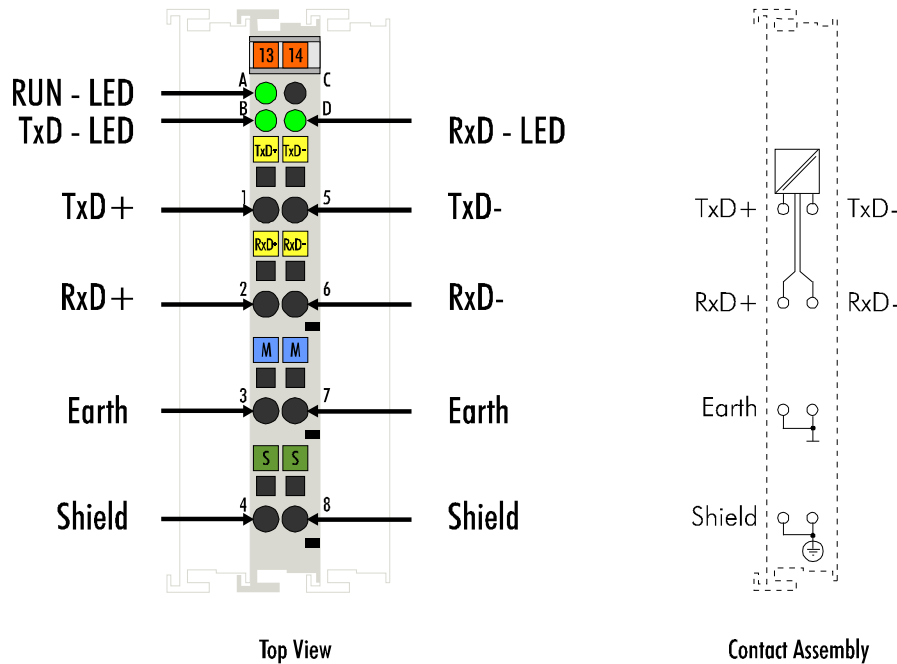 13 14
A C
RUN - LED
B D
TxD - LED RxD - LED
TxD+ TxD-
1 5
TxD+ TxD-
TxD+ TxD-
RxD+ RxD-
2 6
RxD+ RxD-
RxD+ RxD-
M M
3 7
Earth Earth
Earth
S S
4 8
Shield Shield
Shield
Top View
Contact Assembly